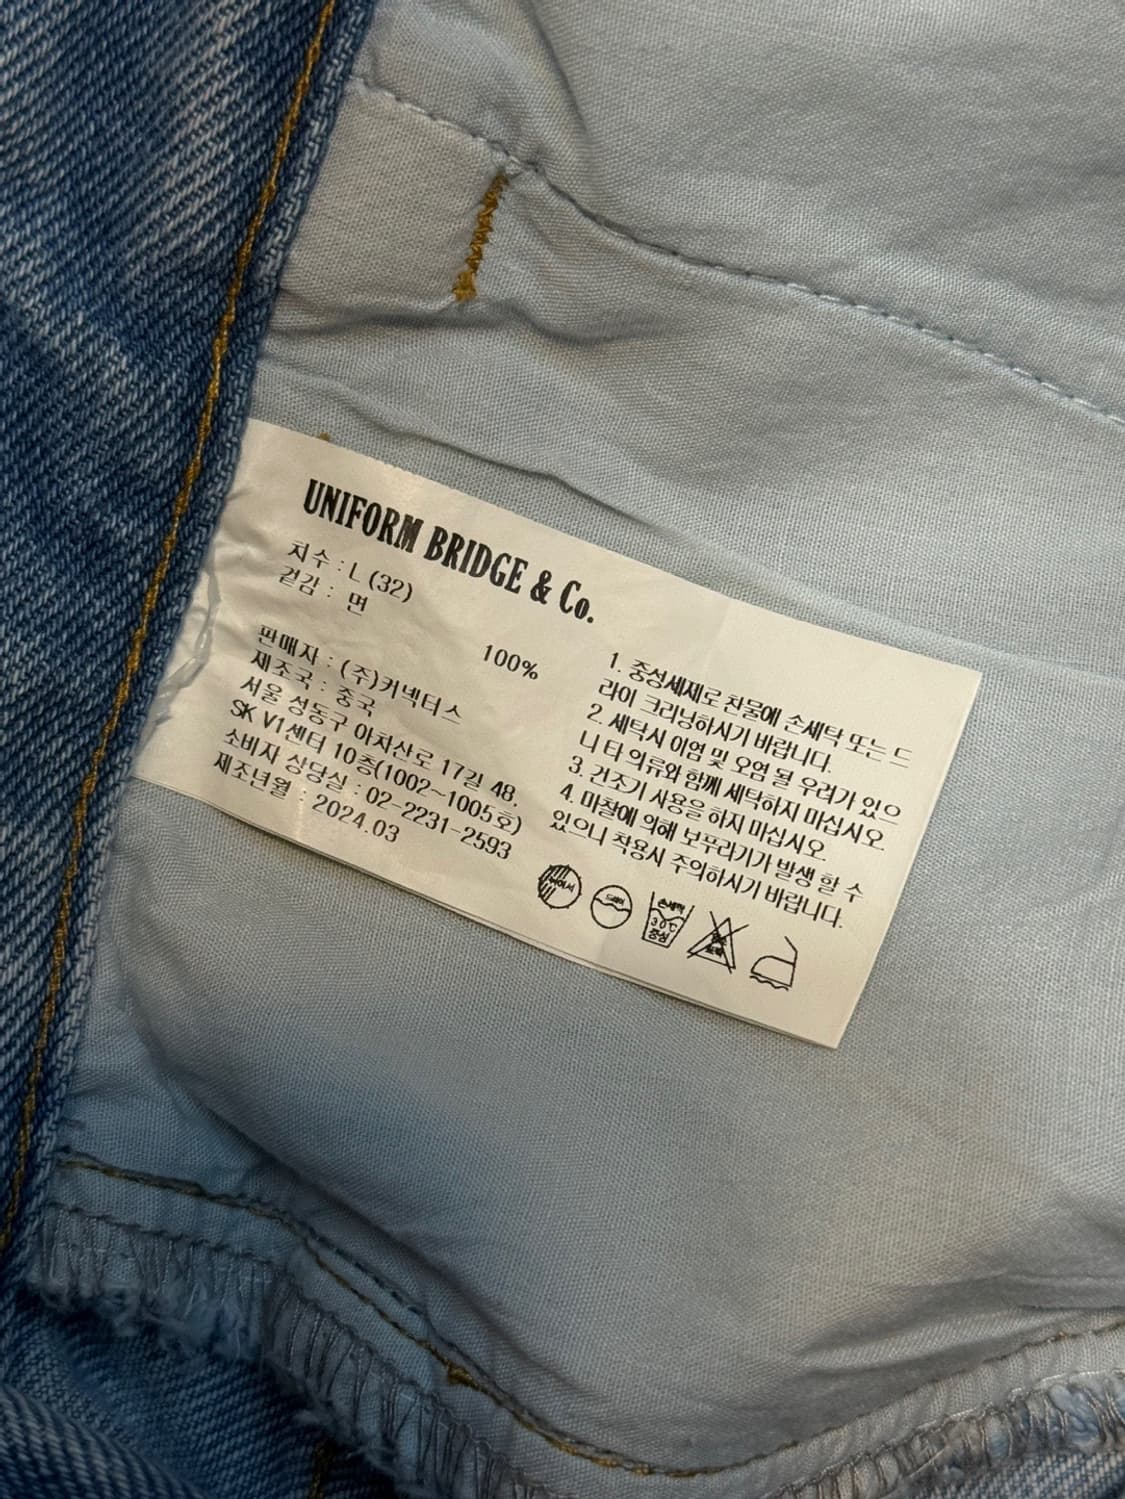 UNIFORM BRIDGE & Co.
치수 : L (32)
겉감 : 면 100%
판매자 : (주)커넥터스
제조국 : 중국
서울 성동구 아차산로 17길 48,
SK V1센터 10층(1002~1005호)
소비자 상담실 : 02-2231-2593
제조년월 : 2024.03
1. 중성세제로 찬물에 손세탁 또는 드
라이 크리닝하시기 바랍니다.
2. 세탁시 이염 및 오염 될 우려가 있으
니 타 의류와 함께 세탁하지 마십시오.
3. 건조기 사용을 하지 마십시오.
4. 마찰에 의해 보푸라기가 발생 할 수
있으니 착용시 주의하시기 바랍니다.
드라이
손세탁
30℃
중성